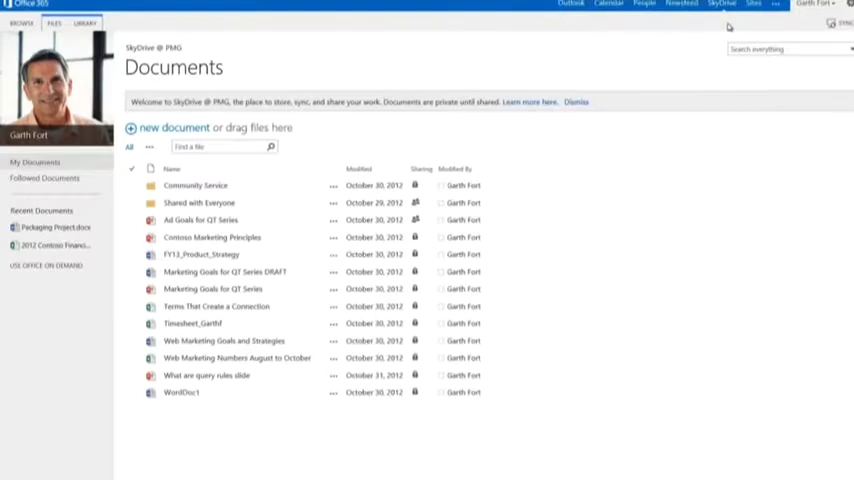 Office 365
Outlook Calendar People Newsfeed SkyDrive Sites ... Garth Fort
BROWSE FILES LIBRARY
SYNC
SkyDrive @ PMG
Documents
Search everything
Welcome to SkyDrive @ PMG, the place to store, sync, and share your work. Documents are private until shared. Learn more here. Dismiss
Garth Fort
new document or drag files here
All ... Find a file
My Documents
Followed Documents
Recent Documents
Packaging Project.docx
2012 Contoso Financi...
USE OFFICE ON DEMAND
Name Modified Sharing Modified By
Community Service ... October 30, 2012 Garth Fort
Shared with Everyone ... October 29, 2012 Garth Fort
Ad Goals for QT Series ... October 30, 2012 Garth Fort
Contoso Marketing Principles ... October 30, 2012 Garth Fort
FY13_Product_Strategy ... October 30, 2012 Garth Fort
Marketing Goals for QT Series DRAFT ... October 30, 2012 Garth Fort
Marketing Goals for QT Series ... October 30, 2012 Garth Fort
Terms That Create a Connection ... October 30, 2012 Garth Fort
Timesheet_Garthf ... October 30, 2012 Garth Fort
Web Marketing Goals and Strategies ... October 30, 2012 Garth Fort
Web Marketing Numbers August to October ... October 30, 2012 Garth Fort
What are query rules slide ... October 31, 2012 Garth Fort
WordDoc1 ... October 30, 2012 Garth Fort